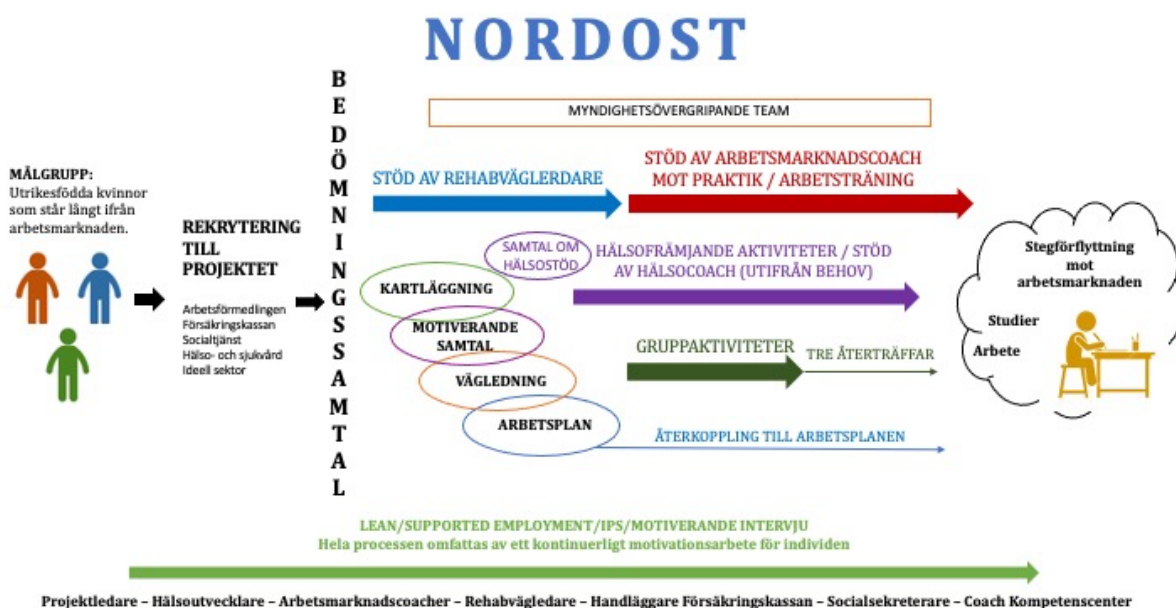 NORDOST
BEDÖMNINGSSAMTAL
MYNDIGHETSÖVERGRIPANDE TEAM
MÅLGRUPP:
Utrikesfödda kvinnor
som står långt ifrån
arbetsmarknaden.
REKRYTERING
TILL
PROJEKTET
Arbetsförmedlingen
Försäkringskassan
Socialtjänst
Hälso- och sjukvård
Ideell sektor
STÖD AV REHABVÄGLERDARE
STÖD AV ARBETSMARKNADSCOACH
MOT PRAKTIK / ARBETSTRÄNING
SAMTAL OM
HÄLSOSTÖD
HÄLSOFRÄMJANDE AKTIVITETER / STÖD
AV HÄLSOCOACH (UTIFRÅN BEHOV)
KARTLÄGGNING
MOTIVERANDE
SAMTAL
VÄGLEDNING
ARBETSPLAN
GRUPPAKTIVITETER
TRE ÅTERTRÄFFAR
ÅTERKOPPLING TILL ARBETSPLANEN
Stegförflyttning
mot
arbetsmarknaden
Studier
Arbete
LEAN/SUPPORTED EMPLOYMENT/IPS/MOTIVERANDE INTERVJU
Hela processen omfattas av ett kontinuerligt motivationsarbete för individen
Projektledare – Hälsoutvecklare – Arbetsmarknadscoacher – Rehabvägledare – Handläggare Försäkringskassan – Socialsekreterare – Coach Kompetenscenter